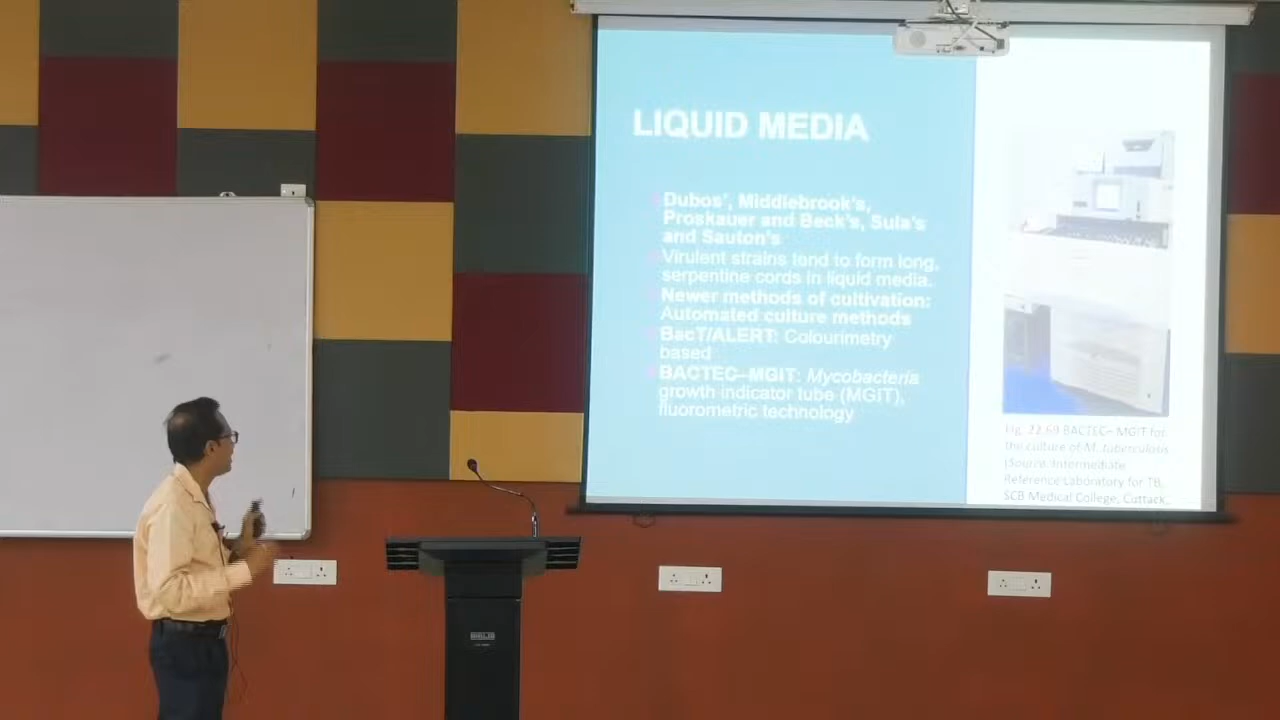 LIQUID MEDIA
Dubos', Middlebrook's,
Proskauer and Beck's, Sula's
and Sauton's
Virulent strains tend to form long,
serpentine cords in liquid media.
Newer methods of cultivation:
Automated culture methods
BacT/ALERT: Colourimetry
based
BACTEC–MGIT: Mycobacteria
growth indicator tube (MGIT),
fluorometric technology
Fig. 22.69 BACTEC– MGIT for
the culture of M. tuberculosis
(Source: Intermediate
Reference Laboratory for TB,
SCB Medical College, Cuttack.